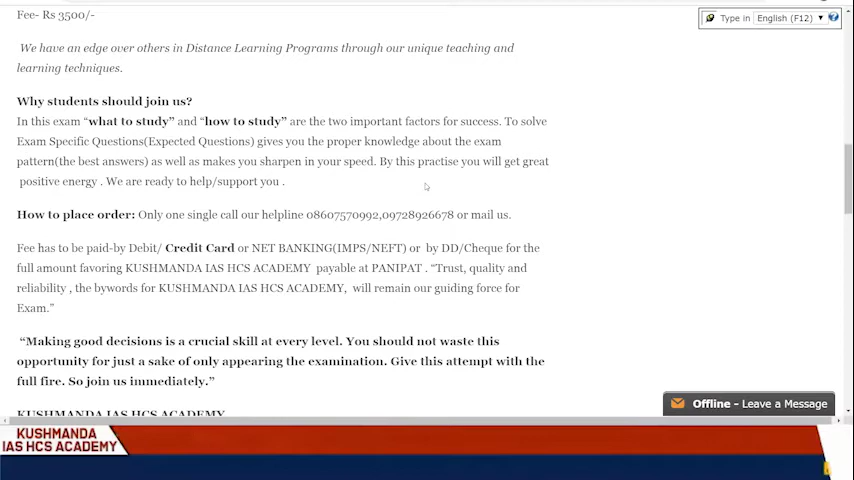 Fee- Rs 3500/-
Type in English (F12)
We have an edge over others in Distance Learning Programs through our unique teaching and
learning techniques.
Why students should join us?
In this exam “what to study” and “how to study” are the two important factors for success. To solve
Exam Specific Questions(Expected Questions) gives you the proper knowledge about the exam
pattern(the best answers) as well as makes you sharpen in your speed. By this practise you will get great
positive energy . We are ready to help/support you .
How to place order: Only one single call our helpline 08607570992,09728926678 or mail us.
Fee has to be paid-by Debit/ Credit Card or NET BANKING(IMPS/NEFT) or by DD/Cheque for the
full amount favoring KUSHMANDA IAS HCS ACADEMY payable at PANIPAT . “Trust, quality and
reliability , the bywords for KUSHMANDA IAS HCS ACADEMY, will remain our guiding force for
Exam.”
“Making good decisions is a crucial skill at every level. You should not waste this
opportunity for just a sake of only appearing the examination. Give this attempt with the
full fire. So join us immediately.”
KUSHMANDA IAS HCS ACADEMY
Offline - Leave a Message
KUSHMANDA
IAS HCS ACADEMY